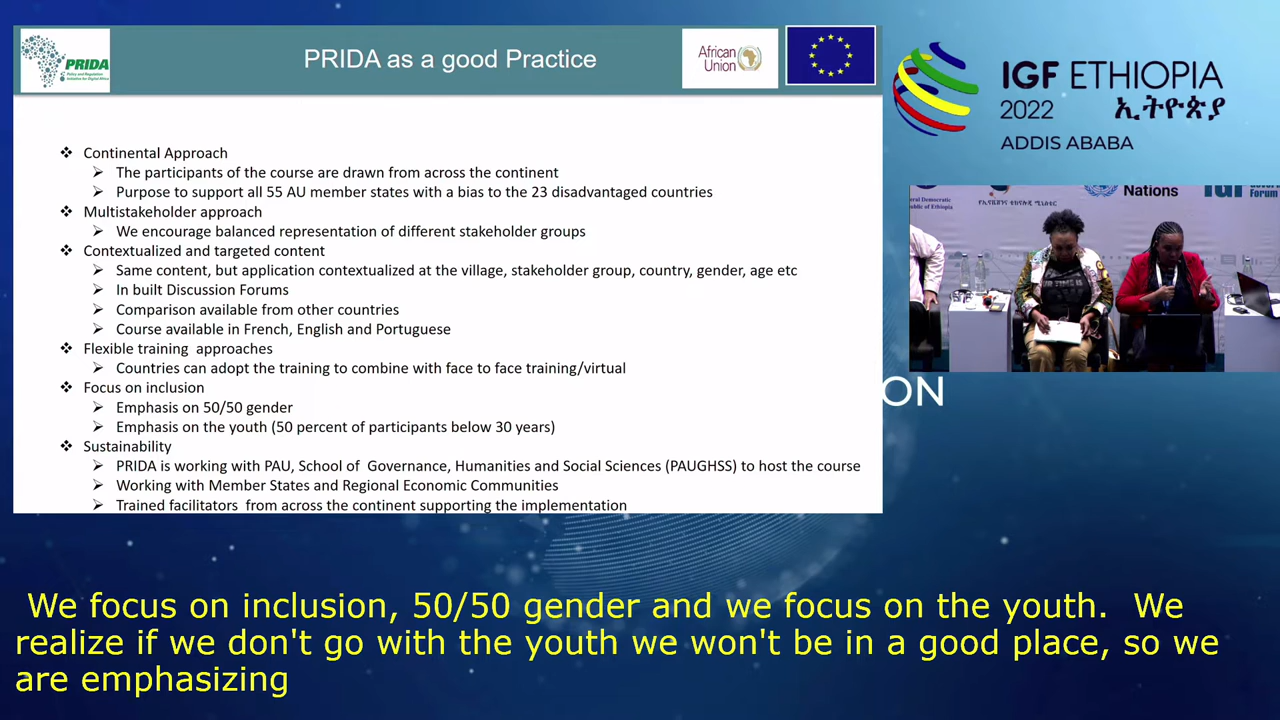 PRIDA
Policy and Regulation
Initiative for Digital Africa
PRIDA as a good Practice
African
Union
IGF ETHIOPIA
2022 ኢትዮጵያ
ADDIS ABABA
❖ Continental Approach
➢ The participants of the course are drawn from across the continent
➢ Purpose to support all 55 AU member states with a bias to the 23 disadvantaged countries
❖ Multistakeholder approach
➢ We encourage balanced representation of different stakeholder groups
❖ Contextualized and targeted content
➢ Same content, but application contextualized at the village, stakeholder group, country, gender, age etc
➢ In built Discussion Forums
➢ Comparison available from other countries
➢ Course available in French, English and Portuguese
❖ Flexible training approaches
➢ Countries can adopt the training to combine with face to face training/virtual
❖ Focus on inclusion
➢ Emphasis on 50/50 gender
➢ Emphasis on the youth (50 percent of participants below 30 years)
❖ Sustainability
➢ PRIDA is working with PAU, School of Governance, Humanities and Social Sciences (PAUGHSS) to host the course
➢ Working with Member States and Regional Economic Communities
➢ Trained facilitators from across the continent supporting the implementation
Nations
Forum
ON
We focus on inclusion, 50/50 gender and we focus on the youth. We
realize if we don't go with the youth we won't be in a good place, so we
are emphasizing